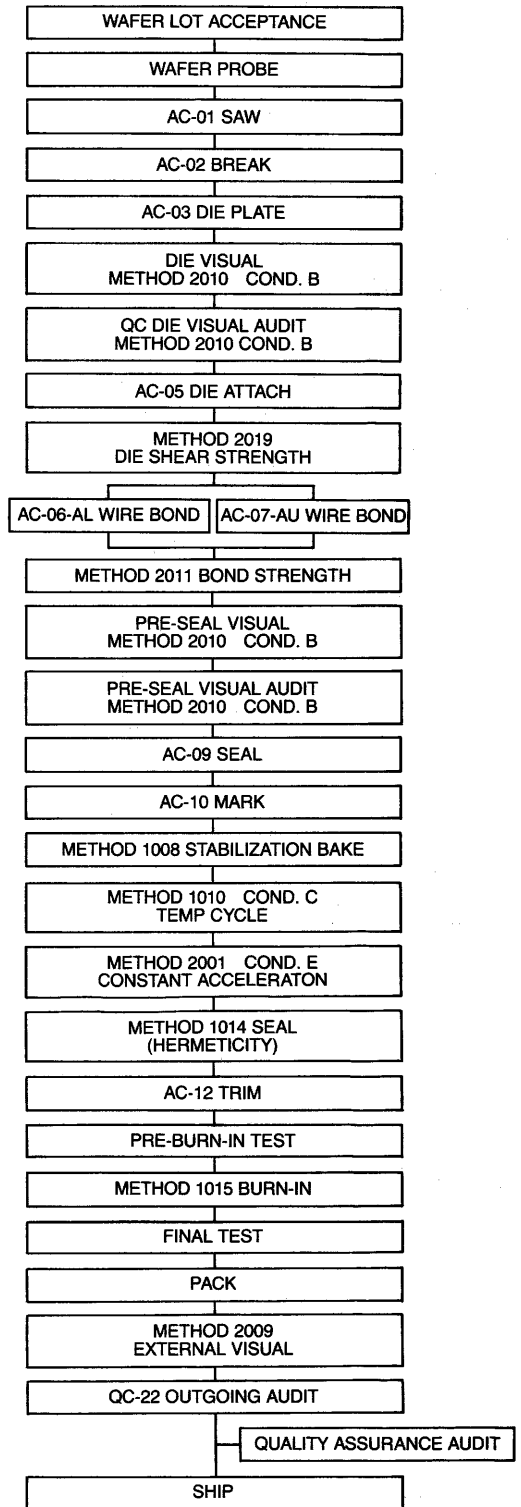 WAFER LOT ACCEPTANCE
WAFER PROBE
AC-01 SAW
AC-02 BREAK
AC-03 DIE PLATE
DIE VISUAL
METHOD 2010 COND. B
QC DIE VISUAL AUDIT
METHOD 2010 COND. B
AC-05 DIE ATTACH
METHOD 2019
DIE SHEAR STRENGTH
AC-06-AL WIRE BOND
AC-07-AU WIRE BOND
METHOD 2011 BOND STRENGTH
PRE-SEAL VISUAL
METHOD 2010 COND. B
PRE-SEAL VISUAL AUDIT
METHOD 2010 COND. B
AC-09 SEAL
AC-10 MARK
METHOD 1008 STABILIZATION BAKE
METHOD 1010 COND. C
TEMP CYCLE
METHOD 2001 COND. E
CONSTANT ACCELERATON
METHOD 1014 SEAL
(HERMETICITY)
AC-12 TRIM
PRE-BURN-IN TEST
METHOD 1015 BURN-IN
FINAL TEST
PACK
METHOD 2009
EXTERNAL VISUAL
QC-22 OUTGOING AUDIT
QUALITY ASSURANCE AUDIT
SHIP